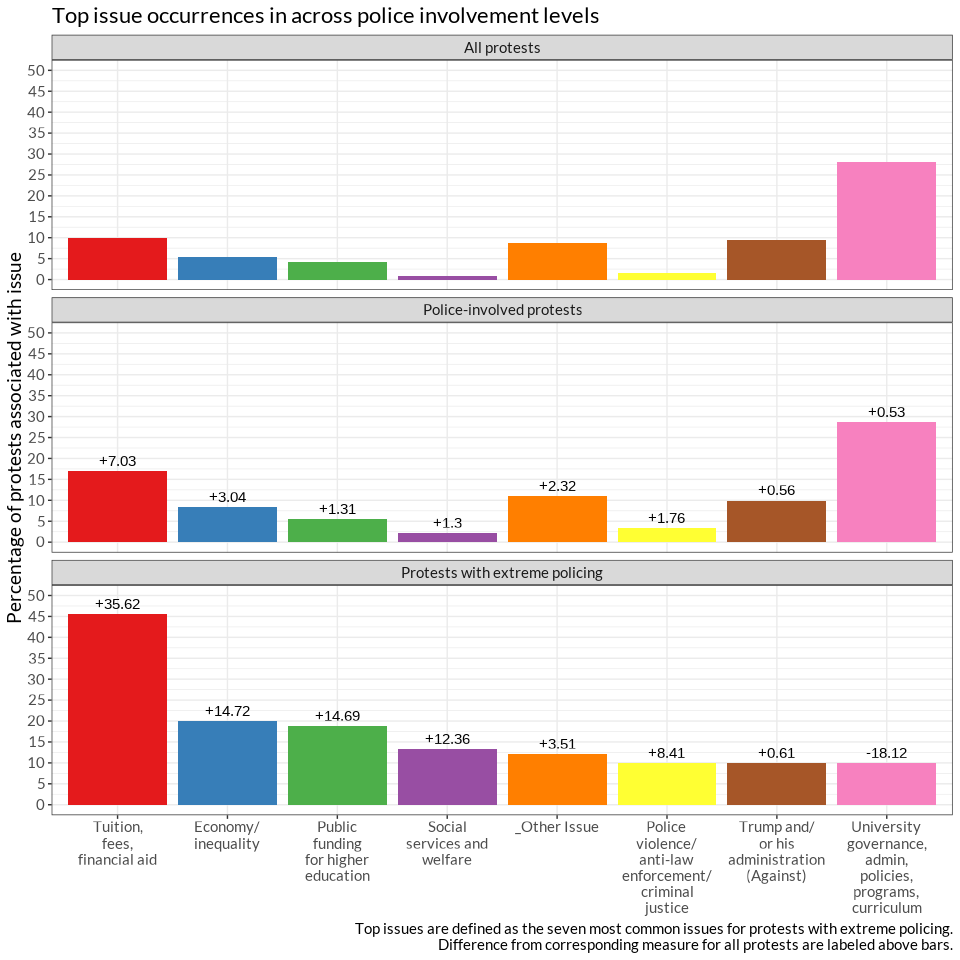 Top issue occurrences in across police involvement levels
Percentage of protests associated with issue
All protests
50
45
40
35
30
25
20
15
10
5
0
Police-involved protests
50
45
40
35
30
25
20
15
10
5
0
+7.03
+3.04
+1.31
+1.3
+2.32
+1.76
+0.56
+0.53
Protests with extreme policing
50
45
40
35
30
25
20
15
10
5
0
+35.62
+14.72
+14.69
+12.36
+3.51
+8.41
+0.61
-18.12
Tuition,
fees,
financial aid
Economy/
inequality
Public
funding
for higher
education
Social
services and
welfare
_Other Issue
Police
violence/
anti-law
enforcement/
criminal
justice
Trump and/
or his
administration
(Against)
University
governance,
admin,
policies,
programs,
curriculum
Top issues are defined as the seven most common issues for protests with extreme policing.
Difference from corresponding measure for all protests are labeled above bars.